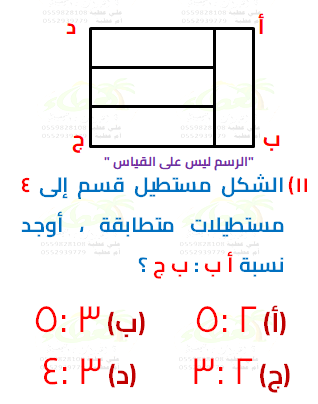 د أ
ج ب
"الرسم ليس على القياس "
١١) الشكل مستطيل قسم إلى ٤
مستطيلات متطابقة ، أوجد
نسبة أ ب : ب ج ؟
(أ) ٢ :٥ (ب) ٣ :٥
(ج) ٢ :٣ (د) ٣ :٤